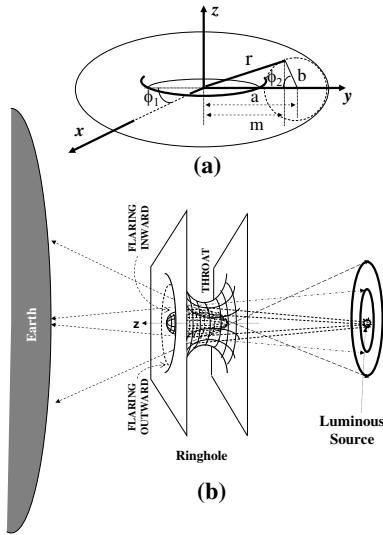 z
r
ϕ₂
b
ϕ₁
a
y
m
x
(a)
FLARING
INWARD
THROAT
Earth
z
FLARING
OUTWARD
Luminous
Source
Ringhole
(b)